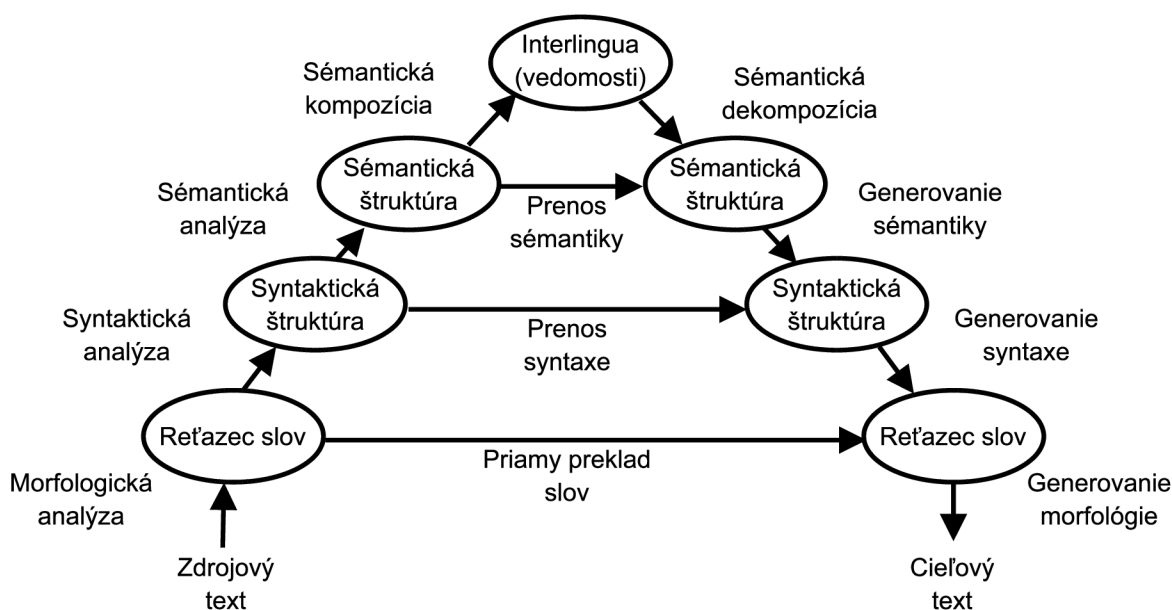 Interlingua
(vedomosti)
Sémantická
kompozícia
Sémantická
dekompozícia
Sémantická
štruktúra
Sémantická
štruktúra
Sémantická
analýza
Prenos
sémantiky
Generovanie
sémantiky
Syntaktická
štruktúra
Syntaktická
štruktúra
Syntaktická
analýza
Prenos
syntaxe
Generovanie
syntaxe
Reťazec slov
Reťazec slov
Priamy preklad
slov
Morfologická
analýza
Generovanie
morfológie
Zdrojový
text
Cieľový
text